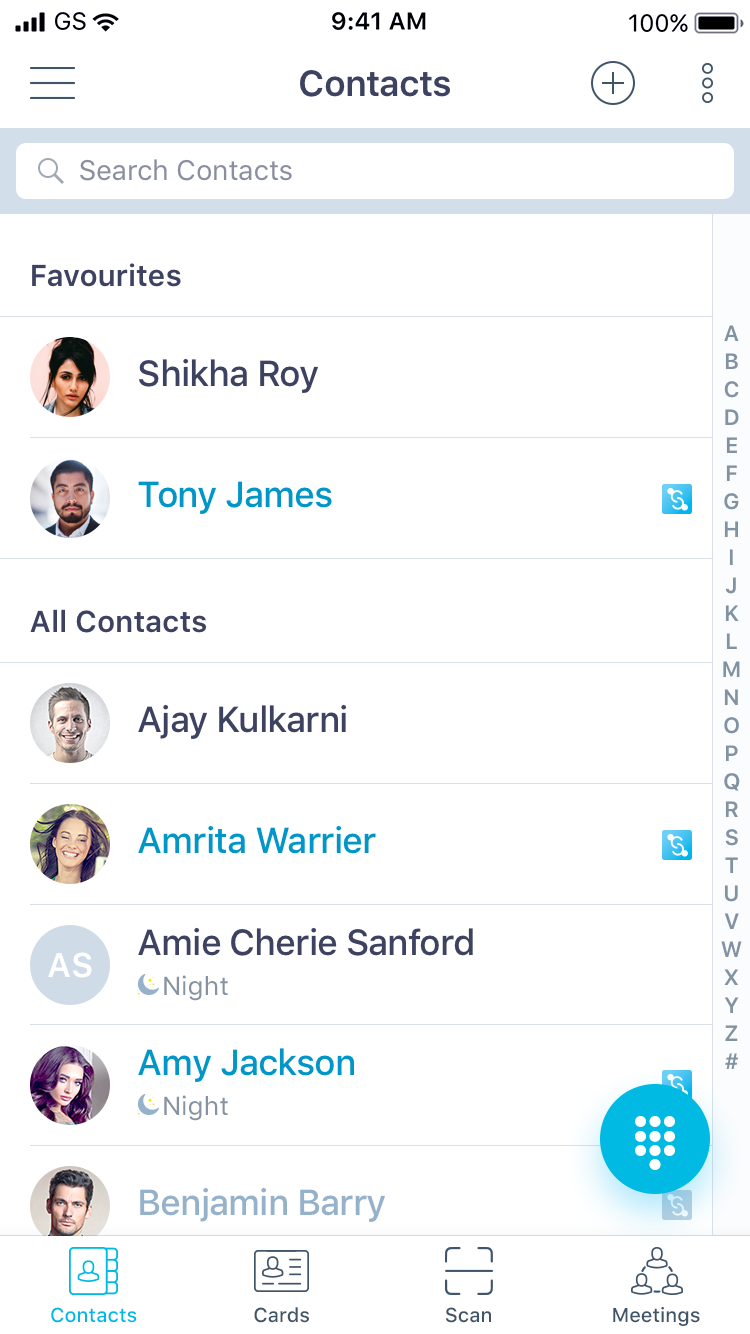 GS 9:41 AM 100%
Contacts
Search Contacts
Favourites
Shikha Roy
Tony James
All Contacts
Ajay Kulkarni
Amrita Warrier
AS
Amie Cherie Sanford
Night
Amy Jackson
Night
Benjamin Barry
A
B
C
D
E
F
G
H
I
J
K
L
M
N
O
P
Q
R
S
T
U
V
W
X
Y
Z
#
Contacts Cards Scan Meetings